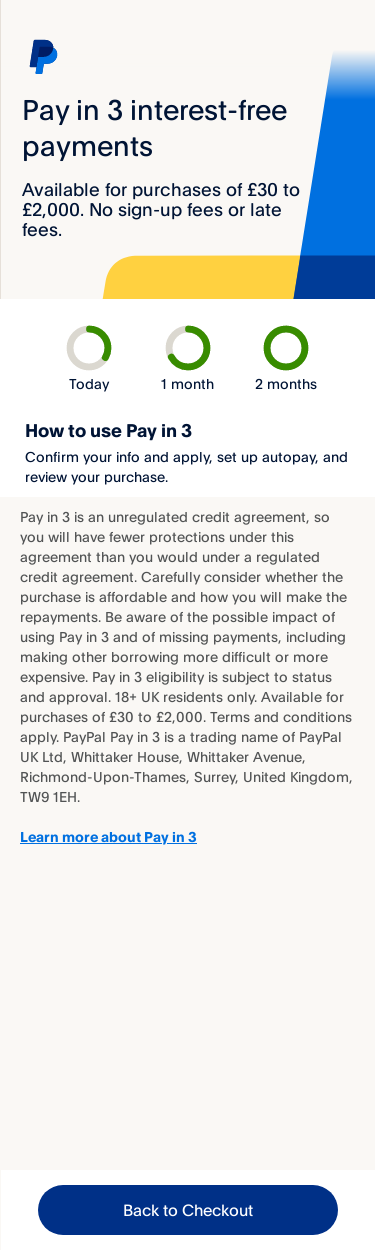 Pay in 3 interest-free
payments
Available for purchases of £30 to
£2,000. No sign-up fees or late
fees.
Today
1 month
2 months
How to use Pay in 3
Confirm your info and apply, set up autopay, and
review your purchase.
Pay in 3 is an unregulated credit agreement, so
you will have fewer protections under this
agreement than you would under a regulated
credit agreement. Carefully consider whether the
purchase is affordable and how you will make the
repayments. Be aware of the possible impact of
using Pay in 3 and of missing payments, including
making other borrowing more difficult or more
expensive. Pay in 3 eligibility is subject to status
and approval. 18+ UK residents only. Available for
purchases of £30 to £2,000. Terms and conditions
apply. PayPal Pay in 3 is a trading name of PayPal
UK Ltd, Whittaker House, Whittaker Avenue,
Richmond-Upon-Thames, Surrey, United Kingdom,
TW9 1EH.
Learn more about Pay in 3
Back to Checkout